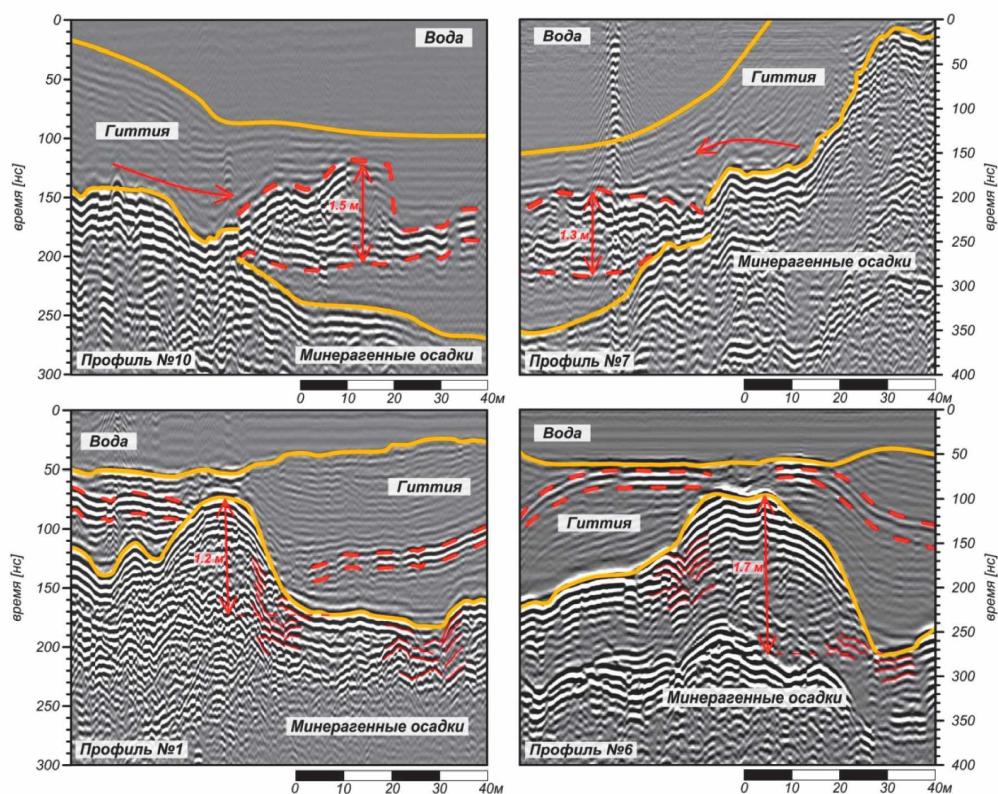 0
50
100
150
200
250
300
время [нс]
Вода
Гиттия
1.5 м
Минерагенные осадки
Профиль №10
0 10 20 30 40м
Вода
Гиттия
1.3 м
Минерагенные осадки
Профиль №7
0
50
100
150
200
250
300
350
400
время [нс]
0 10 20 30 40м
0
50
100
150
200
250
300
время [нс]
Вода
Гиттия
1.2 м
Минерагенные осадки
Профиль №1
0 10 20 30 40м
Вода
Гиттия
1.7 м
Минерагенные осадки
Профиль №6
0
50
100
150
200
250
300
350
400
время [нс]
0 10 20 30 40м